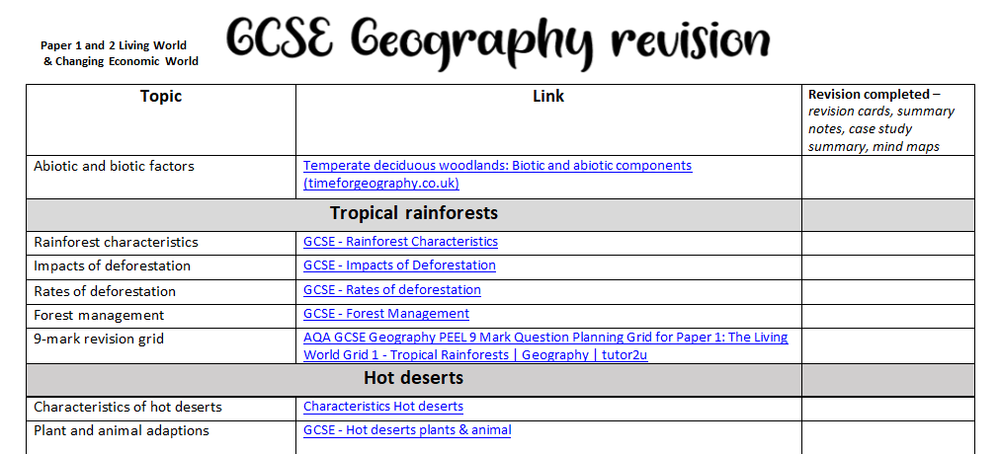 GCSE Geography revision
Paper 1 and 2 Living World
& Changing Economic World
Topic
Link
Revision completed –
revision cards, summary
notes, case study
summary, mind maps
Abiotic and biotic factors
Temperate deciduous woodlands: Biotic and abiotic components
(timeforgeography.co.uk)
Tropical rainforests
Rainforest characteristics
GCSE - Rainforest Characteristics
Impacts of deforestation
GCSE - Impacts of Deforestation
Rates of deforestation
GCSE - Rates of deforestation
Forest management
GCSE - Forest Management
9-mark revision grid
AQA GCSE Geography PEEL 9 Mark Question Planning Grid for Paper 1: The Living
World Grid 1 - Tropical Rainforests | Geography | tutor2u
Hot deserts
Characteristics of hot deserts
Characteristics Hot deserts
Plant and animal adaptions
GCSE - Hot deserts plants & animal